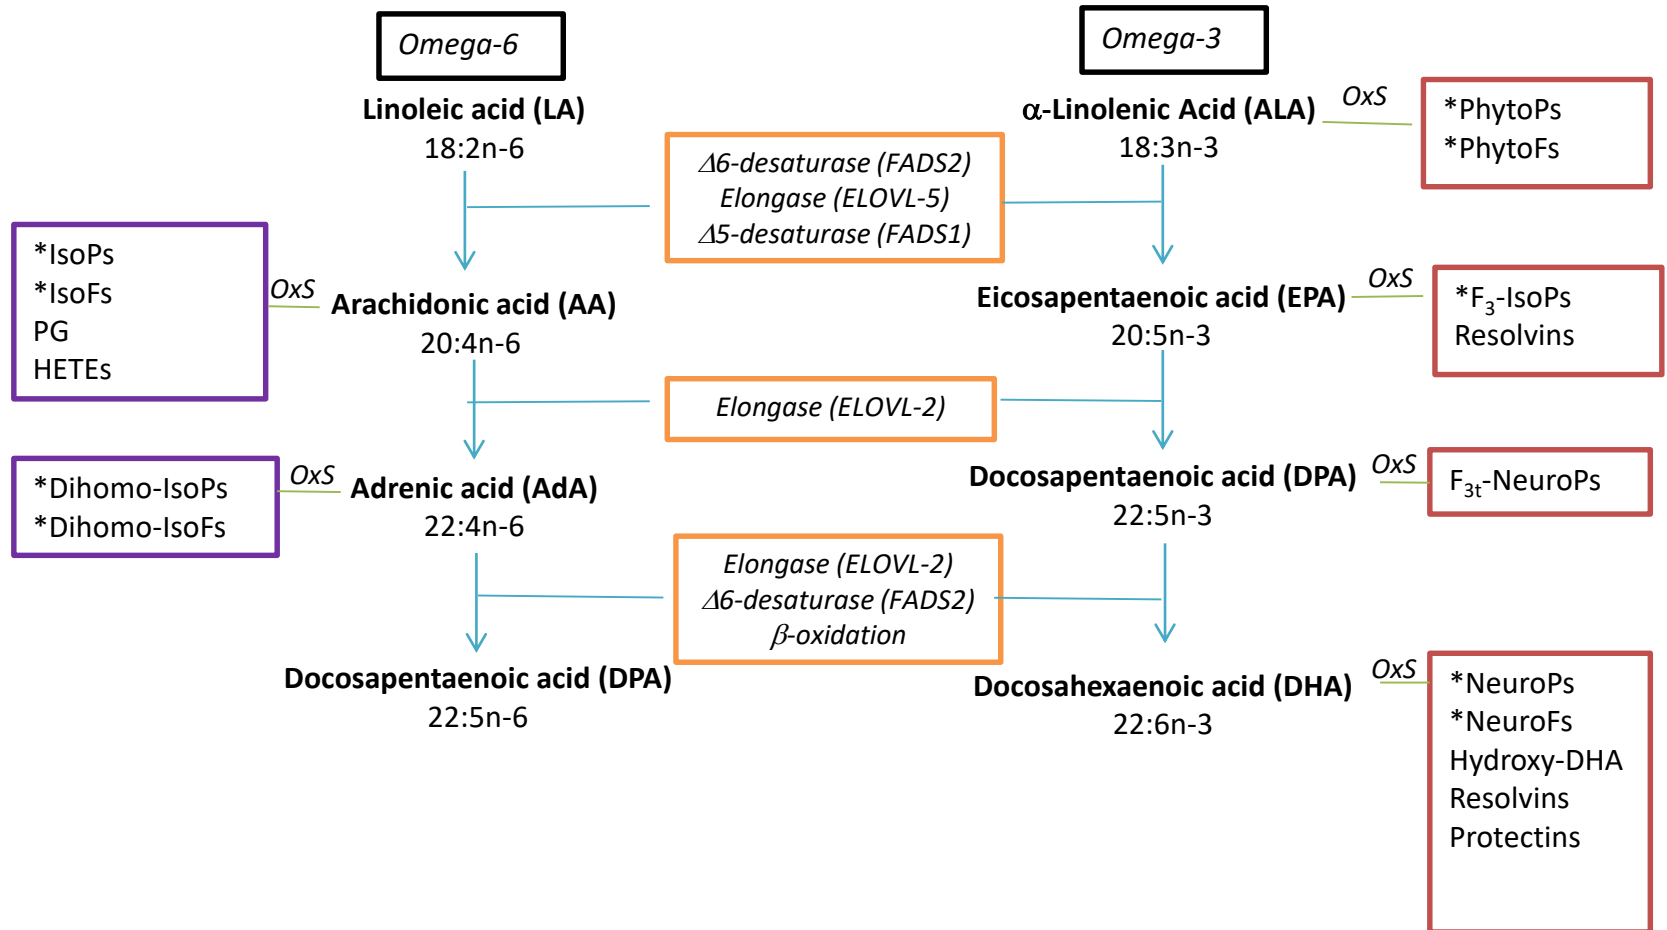 Omega-6
Omega-3
Linoleic acid (LA)
18:2n-6
α-Linolenic Acid (ALA)
18:3n-3
OxS
*PhytoPs
*PhytoFs
Δ6-desaturase (FADS2)
Elongase (ELOVL-5)
Δ5-desaturase (FADS1)
*IsoPs
*IsoFs
PG
HETEs
OxS
Arachidonic acid (AA)
20:4n-6
Eicosapentaenoic acid (EPA)
20:5n-3
OxS
*F₃-IsoPs
Resolvins
Elongase (ELOVL-2)
*Dihomo-IsoPs
*Dihomo-IsoFs
OxS
Adrenic acid (AdA)
22:4n-6
Docosapentaenoic acid (DPA)
22:5n-3
OxS
F₃ₜ-NeuroPs
Elongase (ELOVL-2)
Δ6-desaturase (FADS2)
β-oxidation
Docosapentaenoic acid (DPA)
22:5n-6
Docosahexaenoic acid (DHA)
22:6n-3
OxS
*NeuroPs
*NeuroFs
Hydroxy-DHA
Resolvins
Protectins